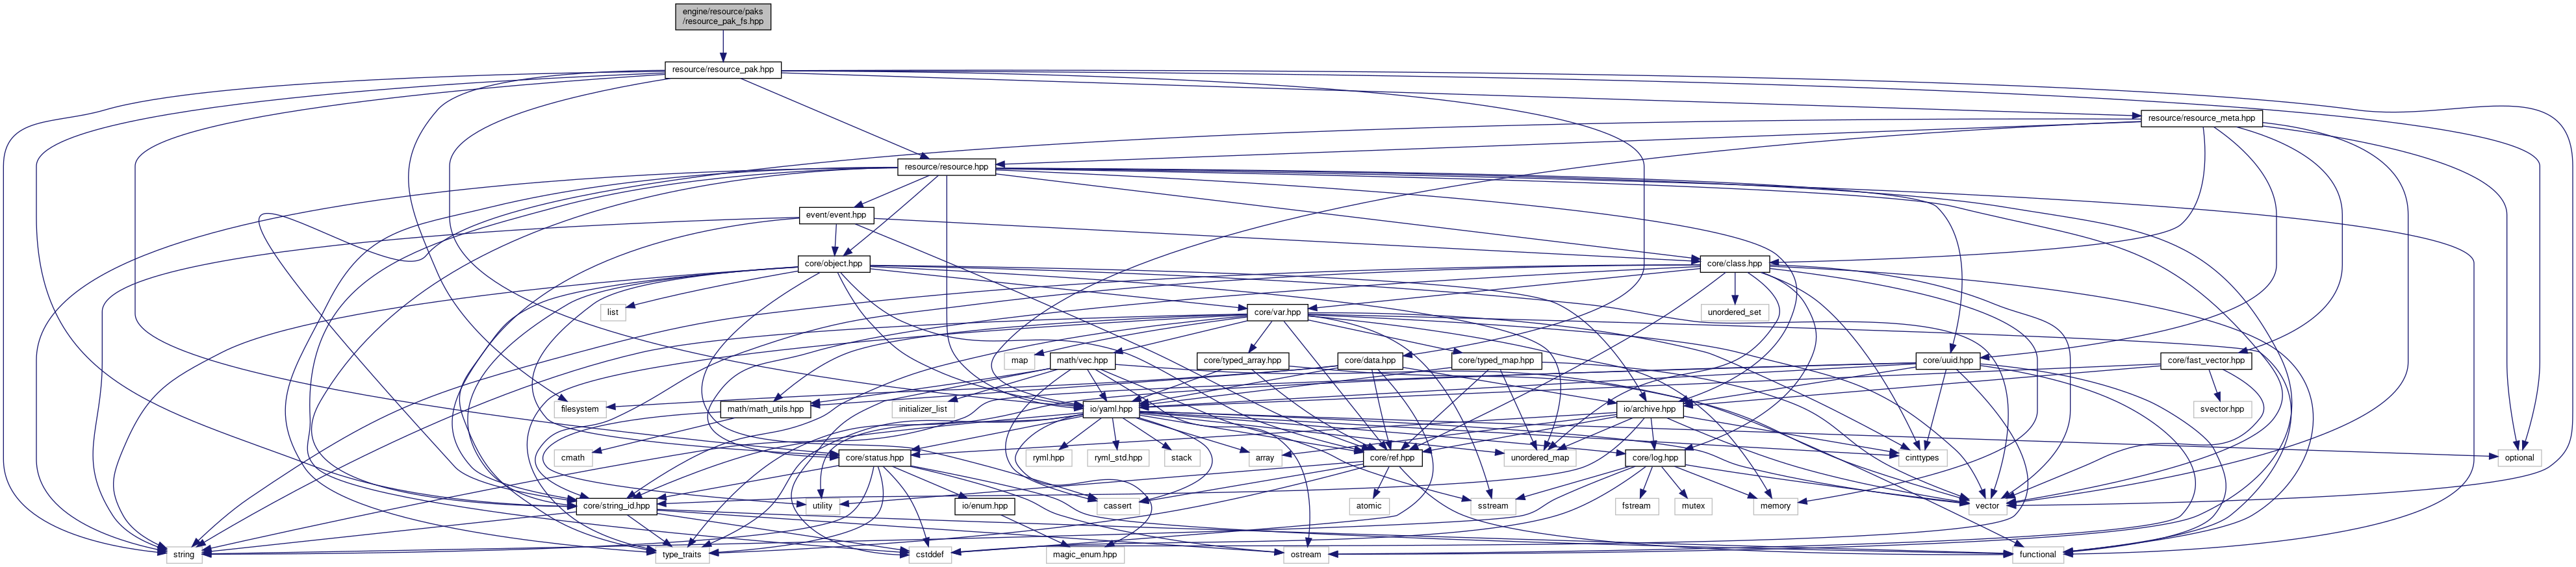 engine/resource/paks
/resource_pak_fs.hpp
resource/resource_pak.hpp
resource/resource_meta.hpp
resource/resource.hpp
event/event.hpp
core/object.hpp
core/class.hpp
list
core/var.hpp
unordered_set
map
math/vec.hpp
core/typed_array.hpp
core/data.hpp
core/typed_map.hpp
core/uuid.hpp
core/fast_vector.hpp
filesystem
math/math_utils.hpp
initializer_list
io/yaml.hpp
io/archive.hpp
svector.hpp
cmath
core/status.hpp
ryml.hpp
ryml_std.hpp
stack
array
core/ref.hpp
unordered_map
core/log.hpp
cinttypes
optional
core/string_id.hpp
utility
io/enum.hpp
cassert
atomic
sstream
fstream
mutex
memory
vector
string
type_traits
cstddef
magic_enum.hpp
ostream
functional